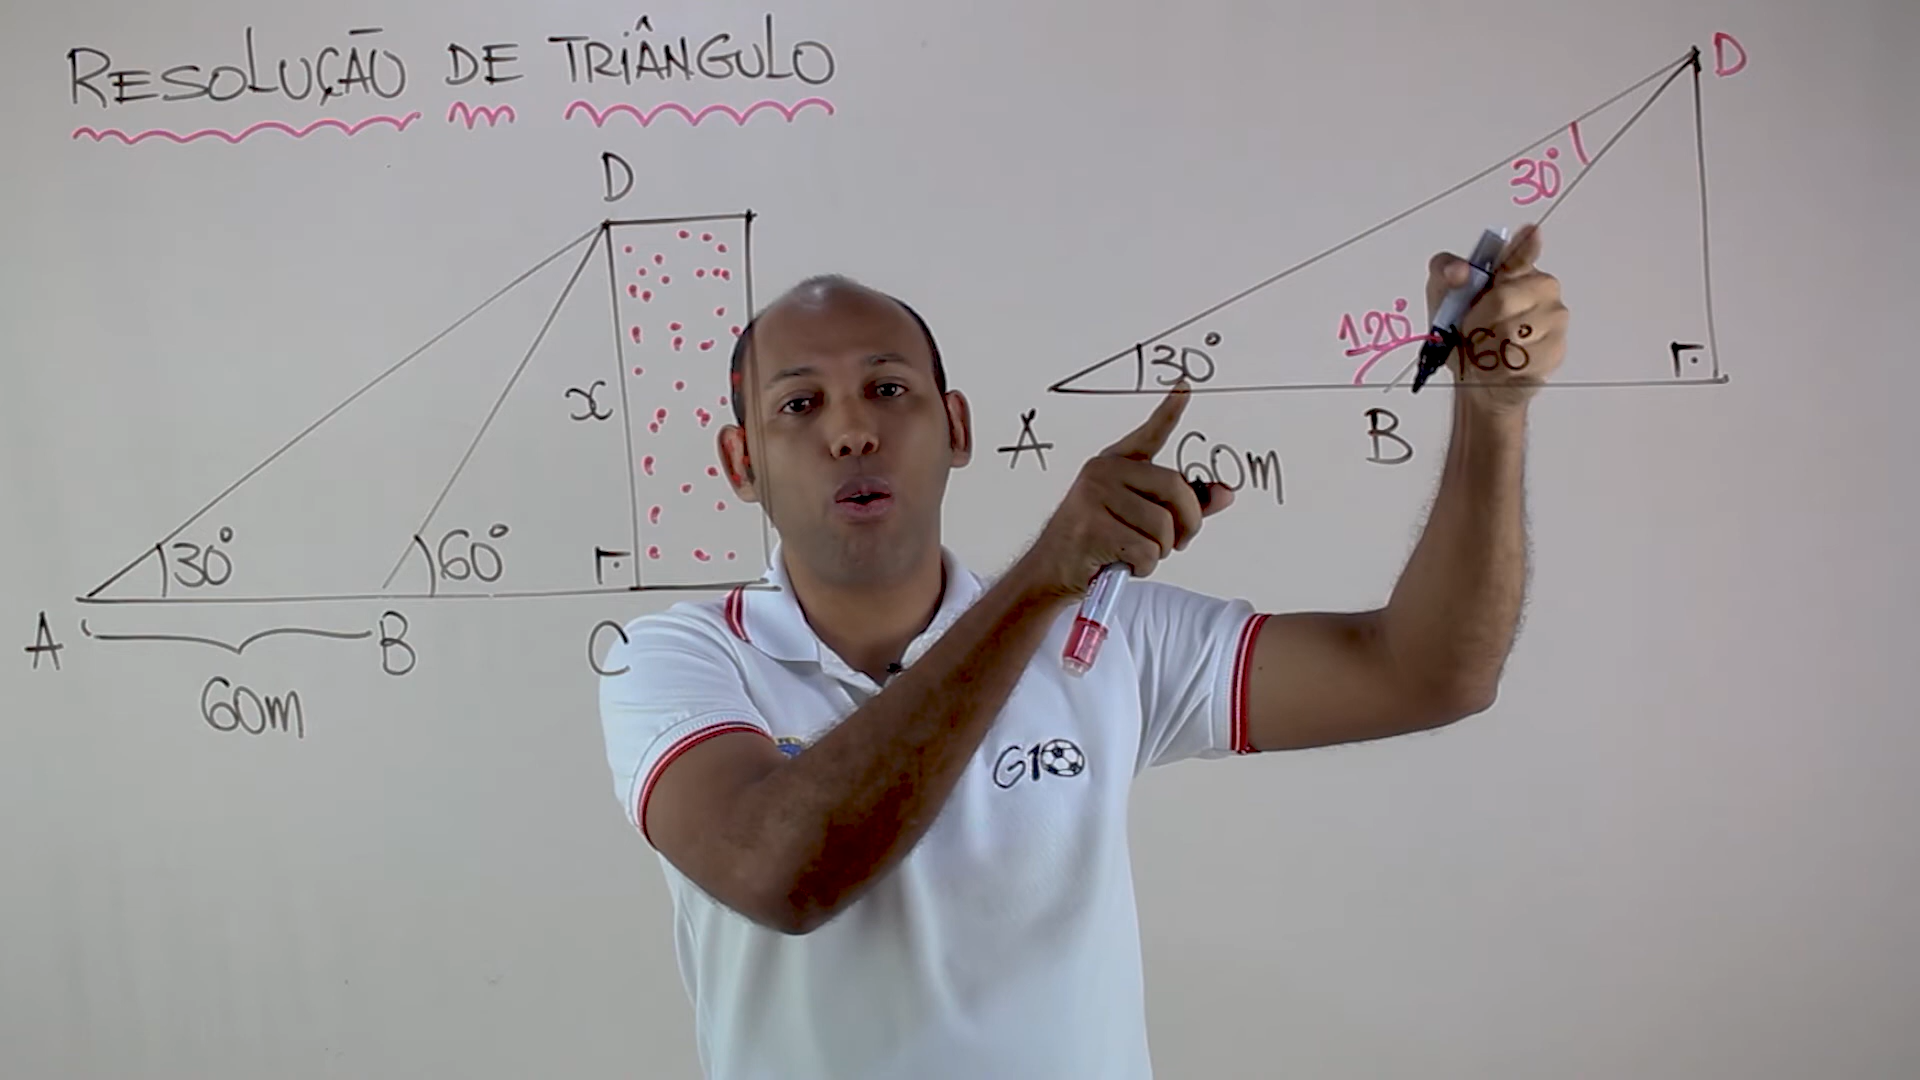 RESOLUÇÃO DE TRIÂNGULO
D
x
30°
60°
A
B
C
60m
D
30°
120°
30°
60°
A
B
60m
G10